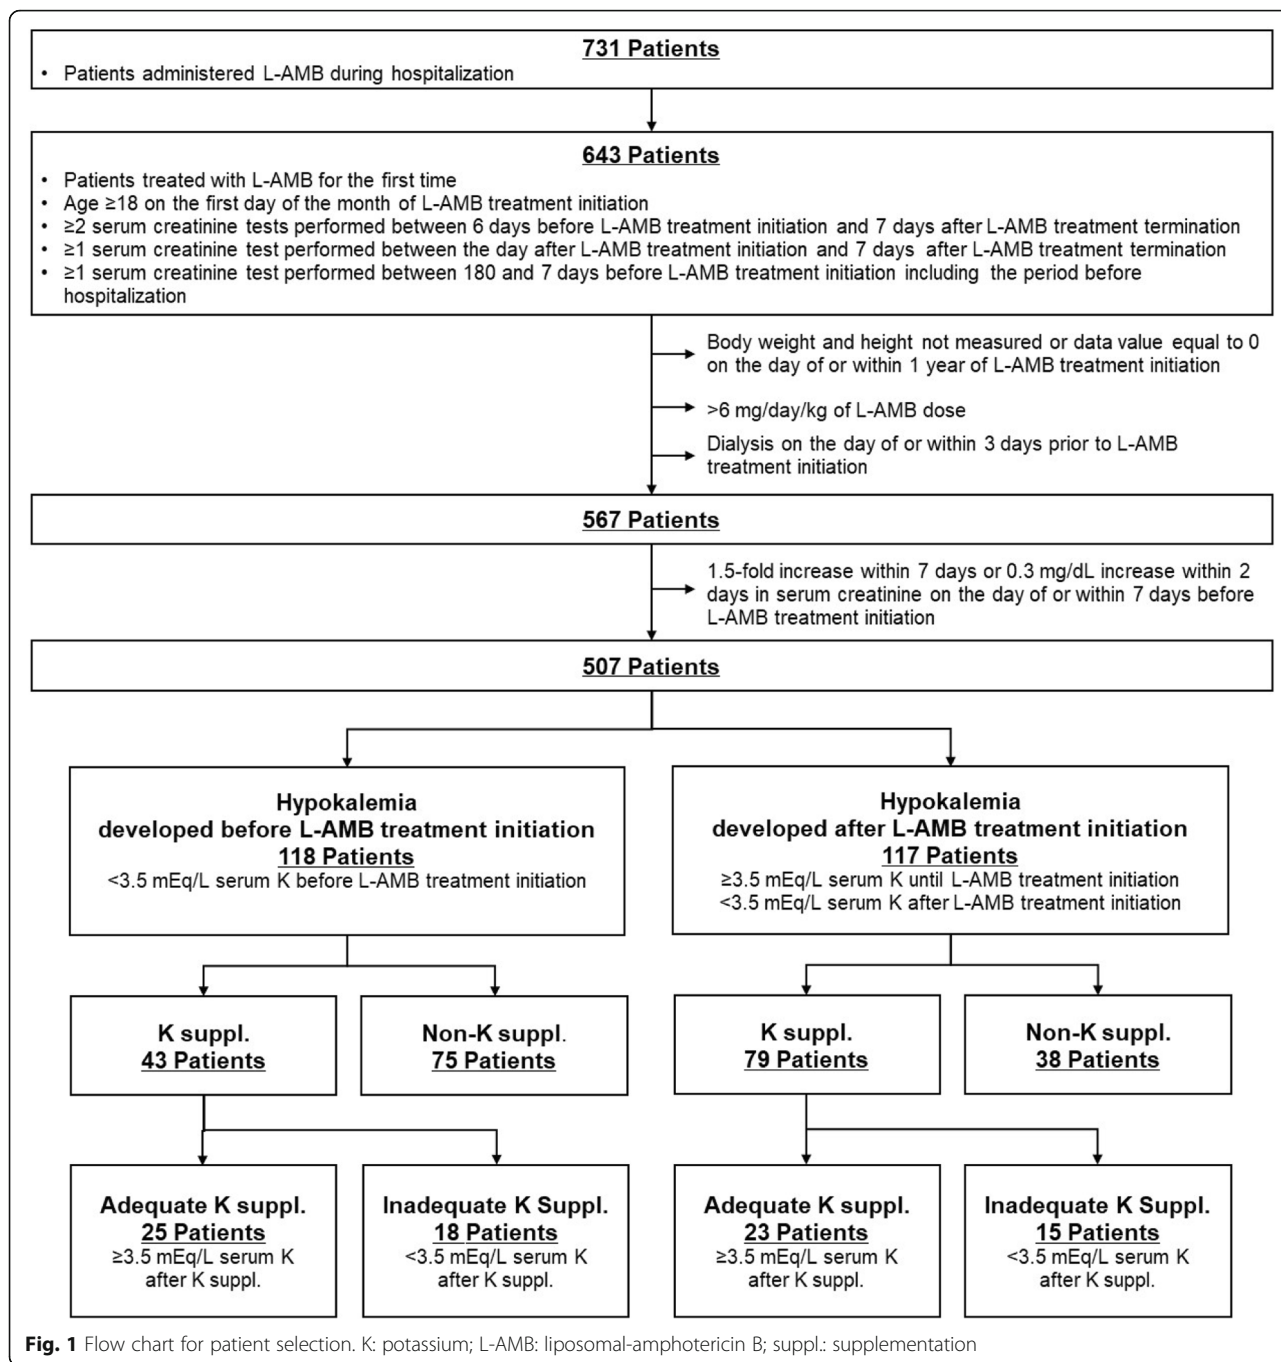 731 Patients
• Patients administered L-AMB during hospitalization
643 Patients
• Patients treated with L-AMB for the first time
• Age ≥18 on the first day of the month of L-AMB treatment initiation
• ≥2 serum creatinine tests performed between 6 days before L-AMB treatment initiation and 7 days after L-AMB treatment termination
• ≥1 serum creatinine test performed between the day after L-AMB treatment initiation and 7 days after L-AMB treatment termination
• ≥1 serum creatinine test performed between 180 and 7 days before L-AMB treatment initiation including the period before
hospitalization
Body weight and height not measured or data value equal to 0
on the day of or within 1 year of L-AMB treatment initiation
>6 mg/day/kg of L-AMB dose
Dialysis on the day of or within 3 days prior to L-AMB
treatment initiation
567 Patients
1.5-fold increase within 7 days or 0.3 mg/dL increase within 2
days in serum creatinine on the day of or within 7 days before
L-AMB treatment initiation
507 Patients
Hypokalemia
developed before L-AMB treatment initiation
118 Patients
<3.5 mEq/L serum K before L-AMB treatment initiation
Hypokalemia
developed after L-AMB treatment initiation
117 Patients
≥3.5 mEq/L serum K until L-AMB treatment initiation
<3.5 mEq/L serum K after L-AMB treatment initiation
K suppl.
43 Patients
Non-K suppl.
75 Patients
K suppl.
79 Patients
Non-K suppl.
38 Patients
Adequate K suppl.
25 Patients
≥3.5 mEq/L serum K
after K suppl.
Inadequate K Suppl.
18 Patients
<3.5 mEq/L serum K
after K suppl.
Adequate K suppl.
23 Patients
≥3.5 mEq/L serum K
after K suppl.
Inadequate K Suppl.
15 Patients
<3.5 mEq/L serum K
after K suppl.
Fig. 1 Flow chart for patient selection. K: potassium; L-AMB: liposomal-amphotericin B; suppl.: supplementation